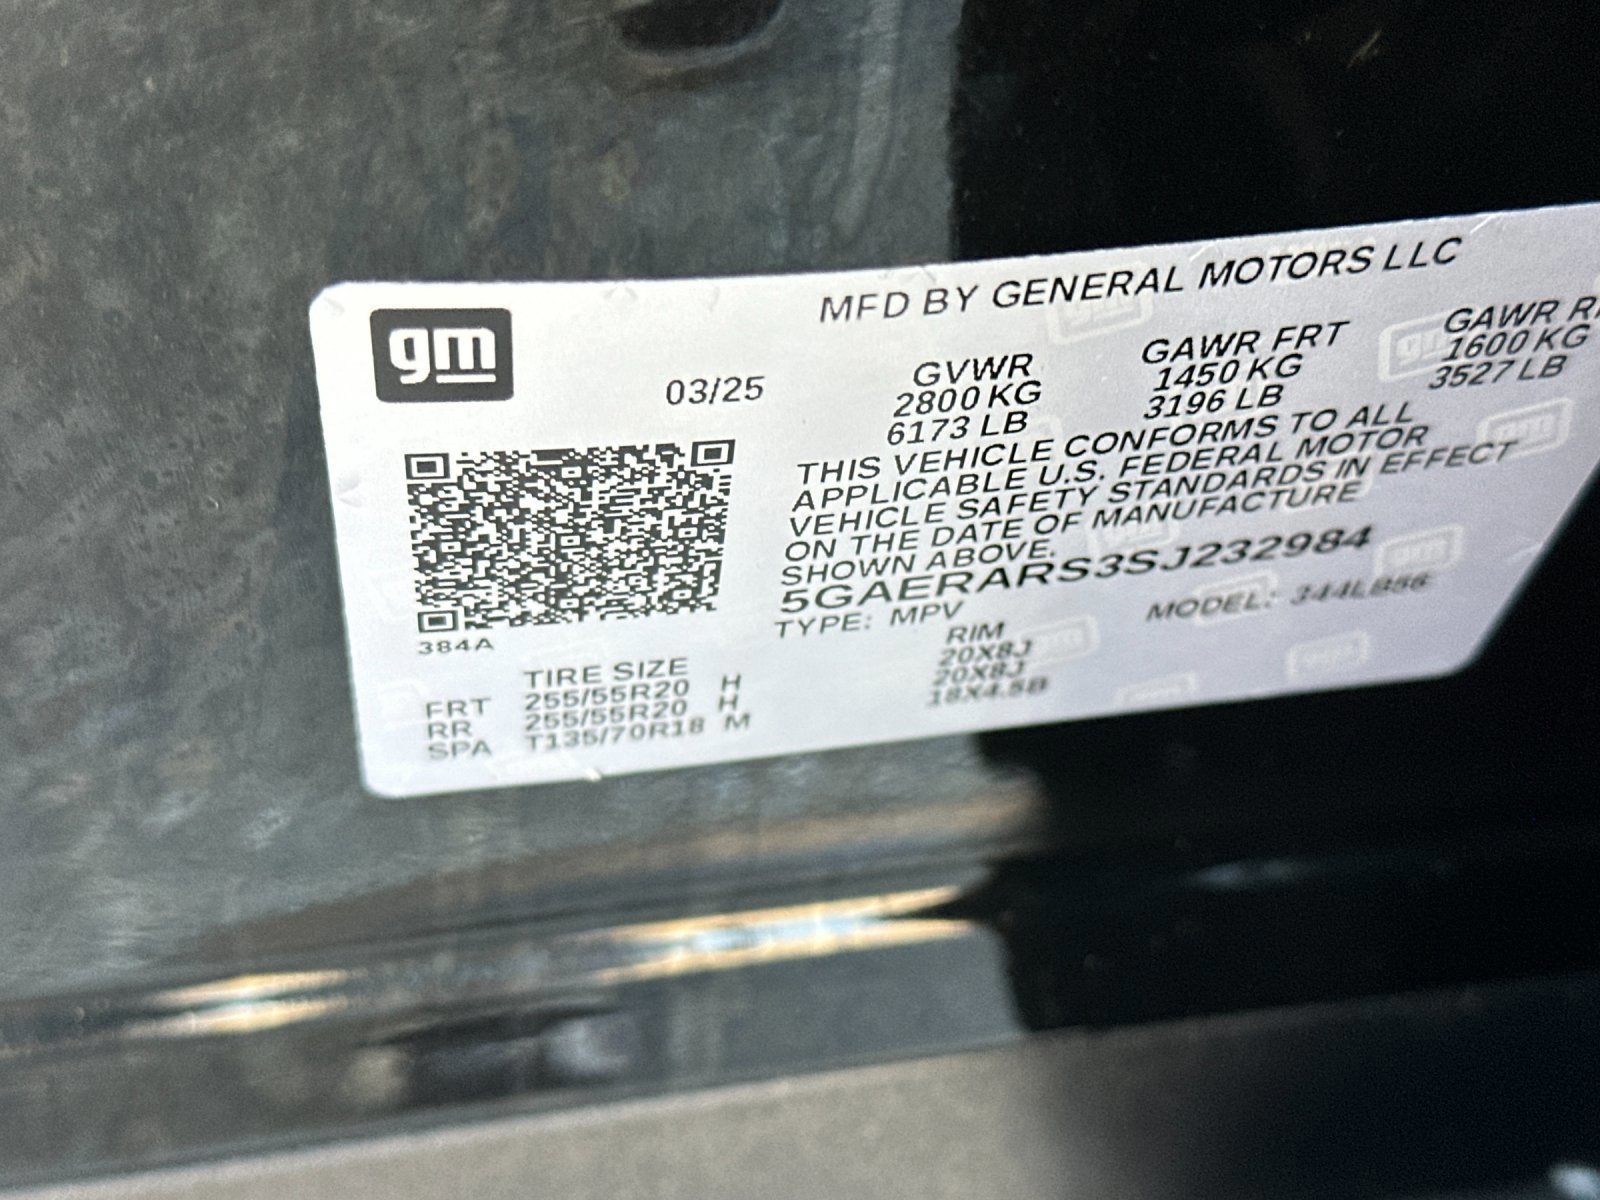 gm
MFD BY GENERAL MOTORS LLC
03/25
GVWR GAWR FRT GAWR R
2800 KG 1450 KG 1600 KG
6173 LB 3196 LB 3527 LB
THIS VEHICLE CONFORMS TO ALL
APPLICABLE U.S. FEDERAL MOTOR
VEHICLE SAFETY STANDARDS IN EFFECT
ON THE DATE OF MANUFACTURE
SHOWN ABOVE.
5GAERARS3SJ232984
TYPE: MPV MODEL: 344LB56
384A
TIRE SIZE RIM
FRT 255/55R20 H 20X8J
RR 255/55R20 H 20X8J
SPA T135/70R18 M 18X4.5B